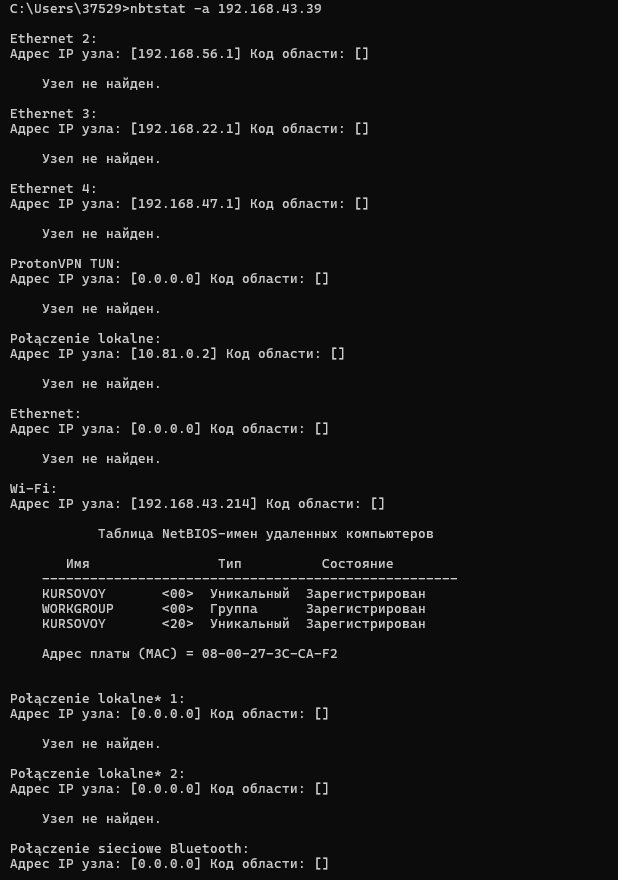 C:\Users\37529>nbtstat -a 192.168.43.39
Ethernet 2:
Адрес IP узла: [192.168.56.1] Код области: []
Узел не найден.
Ethernet 3:
Адрес IP узла: [192.168.22.1] Код области: []
Узел не найден.
Ethernet 4:
Адрес IP узла: [192.168.47.1] Код области: []
Узел не найден.
ProtonVPN TUN:
Адрес IP узла: [0.0.0.0] Код области: []
Узел не найден.
Połączenie lokalne:
Адрес IP узла: [10.81.0.2] Код области: []
Узел не найден.
Ethernet:
Адрес IP узла: [0.0.0.0] Код области: []
Узел не найден.
Wi-Fi:
Адрес IP узла: [192.168.43.214] Код области: []
Таблица NetBIOS-имен удаленных компьютеров
Имя Тип Состояние
----------------------------------------------------
KURSOVOY <00> Уникальный Зарегистрирован
WORKGROUP <00> Группа Зарегистрирован
KURSOVOY <20> Уникальный Зарегистрирован
Адрес платы (MAC) = 08-00-27-3C-CA-F2
Połączenie lokalne* 1:
Адрес IP узла: [0.0.0.0] Код области: []
Узел не найден.
Połączenie lokalne* 2:
Адрес IP узла: [0.0.0.0] Код области: []
Узел не найден.
Połączenie sieciowe Bluetooth:
Адрес IP узла: [0.0.0.0] Код области: []